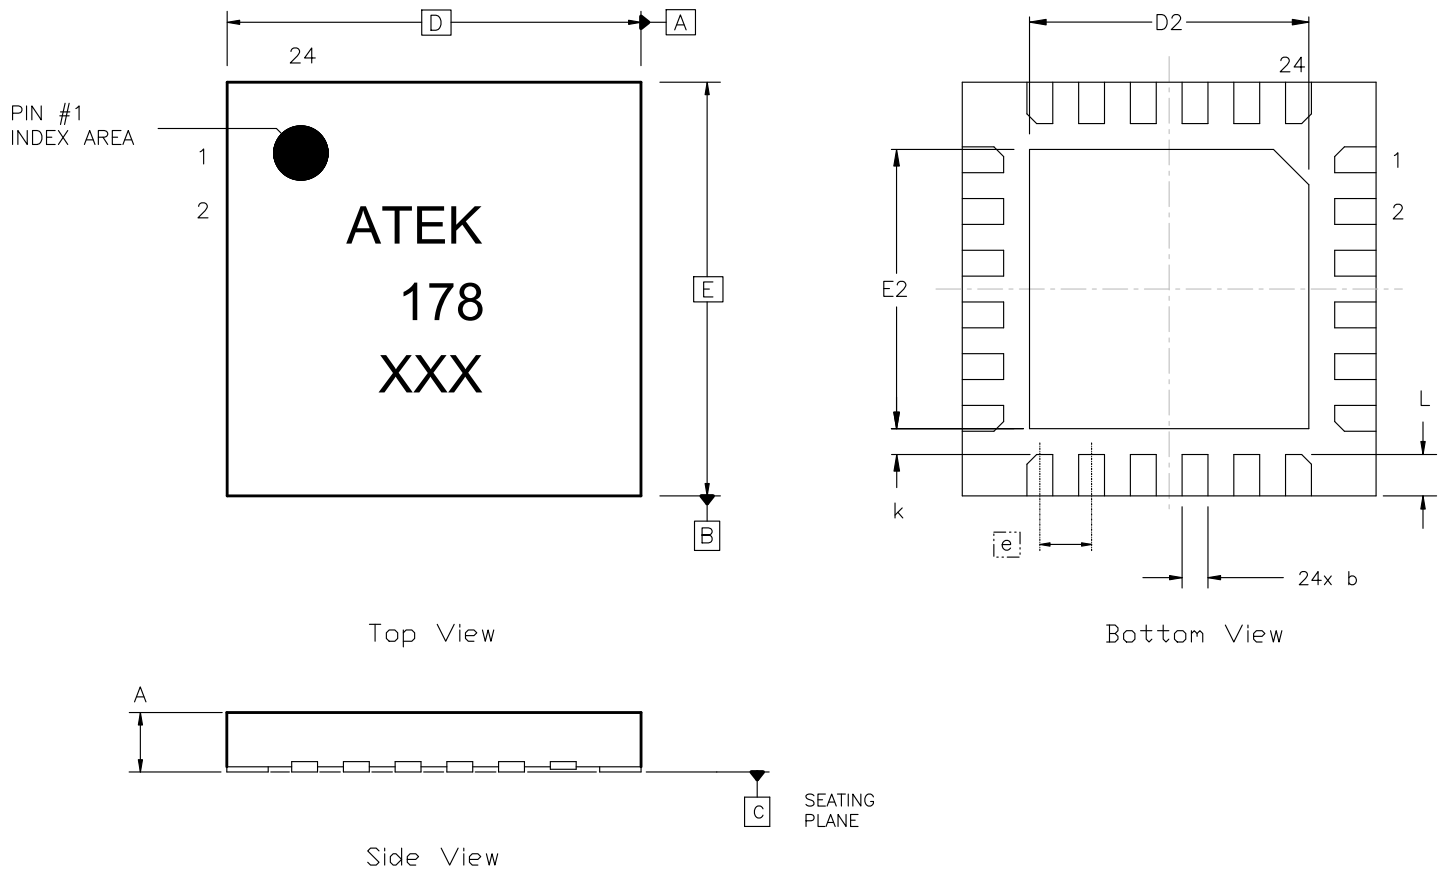 D
A
24
PIN #1
INDEX AREA
1
2
ATEK
178
XXX
E
B
Top View
D2
24
1
2
E2
L
k
e
24x b
Bottom View
A
C
SEATING
PLANE
Side View